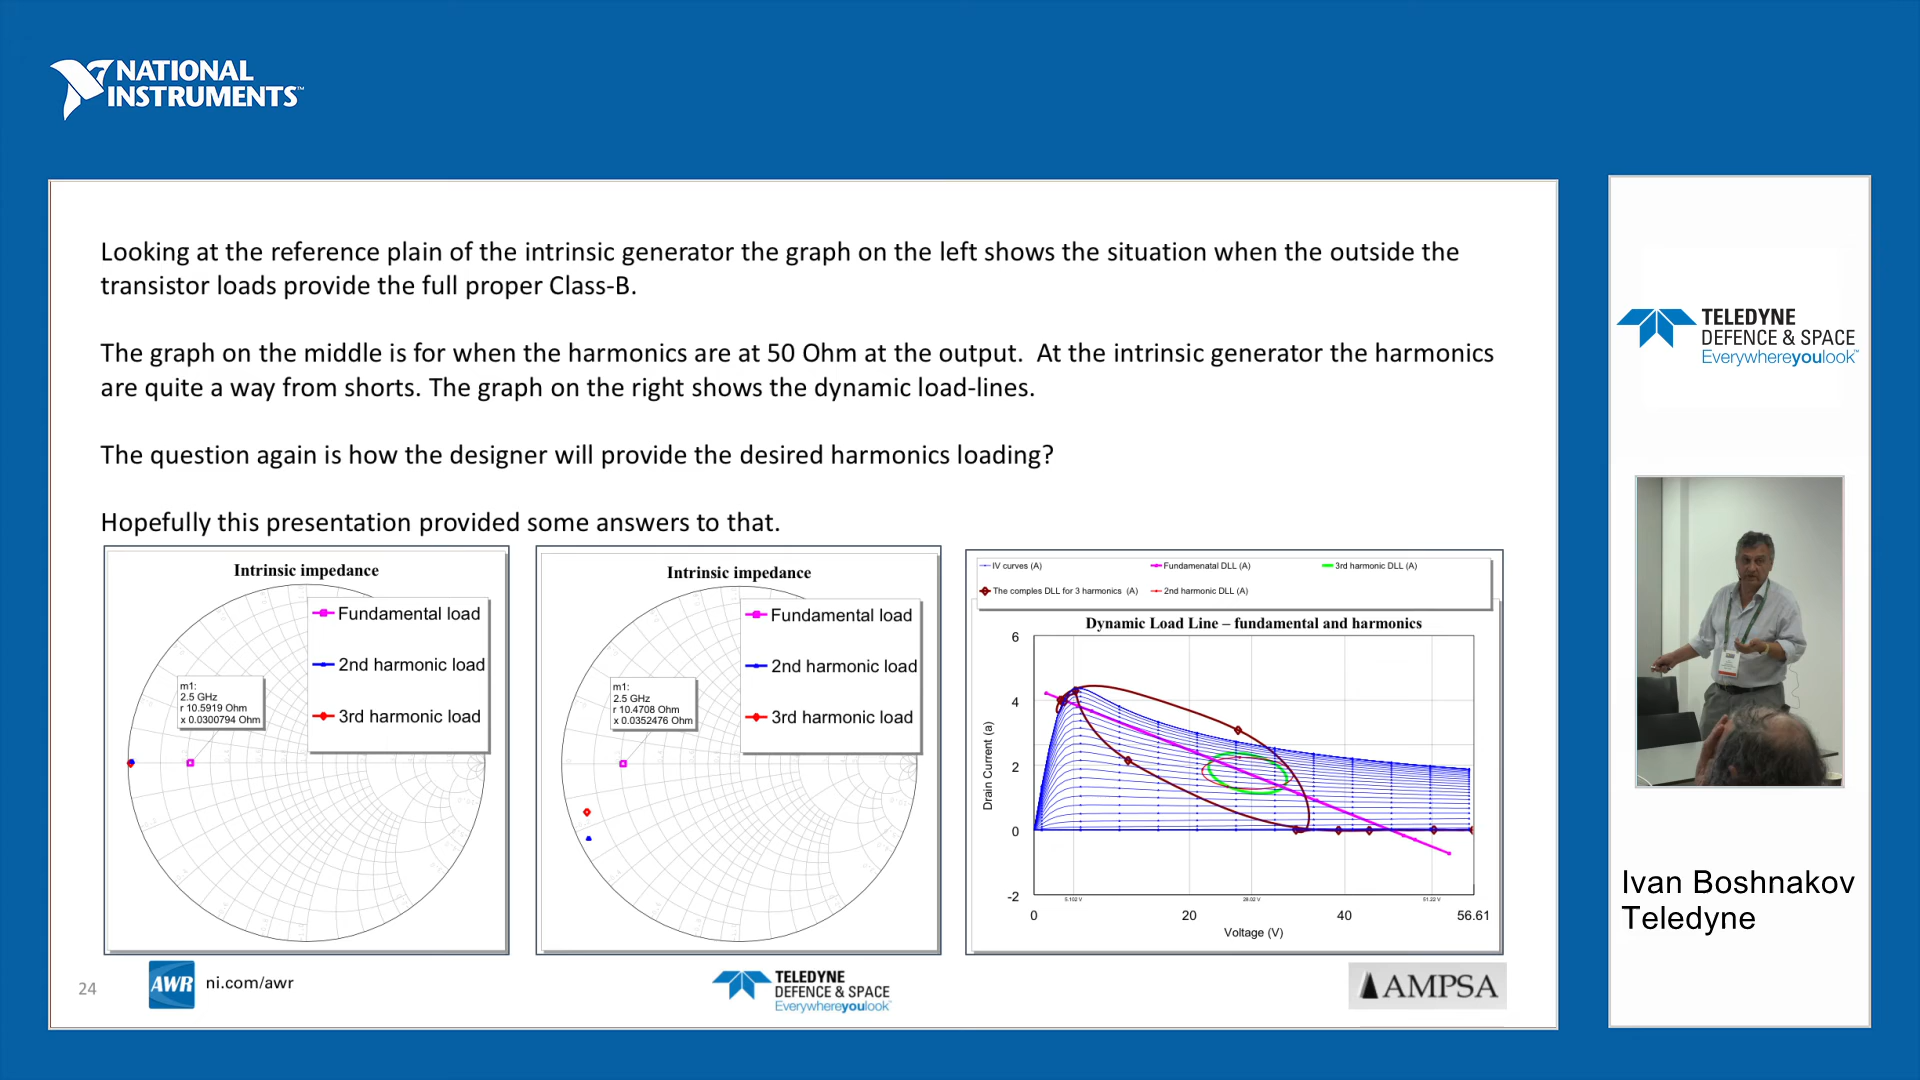 NATIONAL
INSTRUMENTS™
Looking at the reference plain of the intrinsic generator the graph on the left shows the situation when the outside the
transistor loads provide the full proper Class-B.
The graph on the middle is for when the harmonics are at 50 Ohm at the output. At the intrinsic generator the harmonics
are quite a way from shorts. The graph on the right shows the dynamic load-lines.
The question again is how the designer will provide the desired harmonics loading?
Hopefully this presentation provided some answers to that.
Intrinsic impedance
Fundamental load
2nd harmonic load
3rd harmonic load
m1:
2.5 GHz
r 10.5919 Ohm
x 0.0300794 Ohm
Intrinsic impedance
Fundamental load
2nd harmonic load
3rd harmonic load
m1:
2.5 GHz
r 10.4708 Ohm
x 0.0352476 Ohm
IV curves (A)
Fundamenatal DLL (A)
3rd harmonic DLL (A)
The comples DLL for 3 harmonics (A)
2nd harmonic DLL (A)
Dynamic Load Line – fundamental and harmonics
Drain Current (a)
6
4
2
0
-2
5.102 V
28.02 V
51.22 V
0
20
40
56.61
Voltage (V)
24
AWR
ni.com/awr
TELEDYNE
DEFENCE & SPACE
Everywhereyoulook™
AMPSA
TELEDYNE
DEFENCE & SPACE
Everywhereyoulook™
Ivan Boshnakov
Teledyne